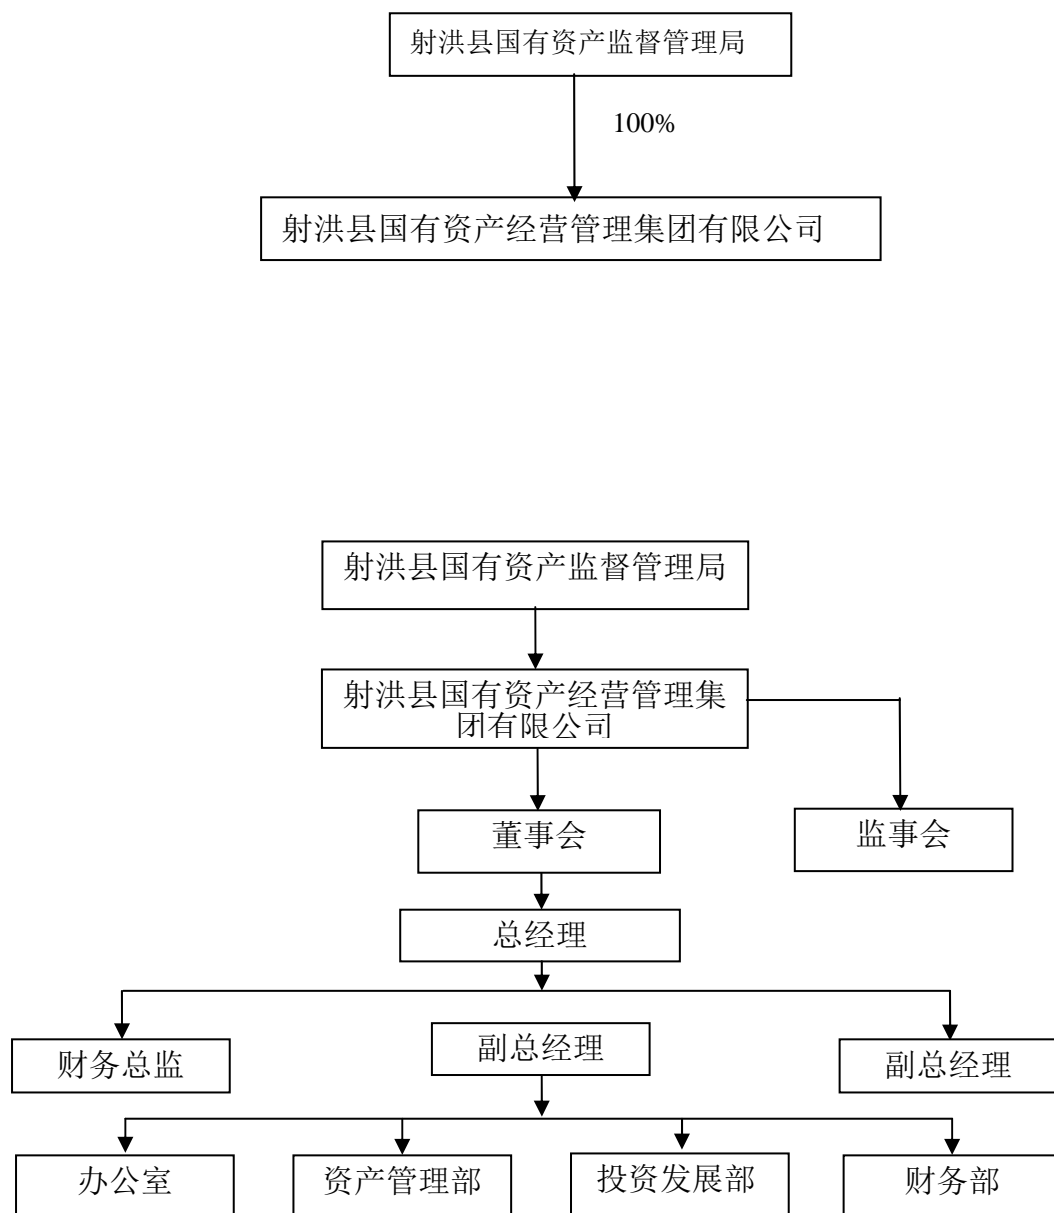 射洪县国有资产监督管理局
100%
射洪县国有资产经营管理集团有限公司
射洪县国有资产监督管理局
射洪县国有资产经营管理集
团有限公司
董事会
监事会
总经理
财务总监
副总经理
副总经理
办公室
资产管理部
投资发展部
财务部